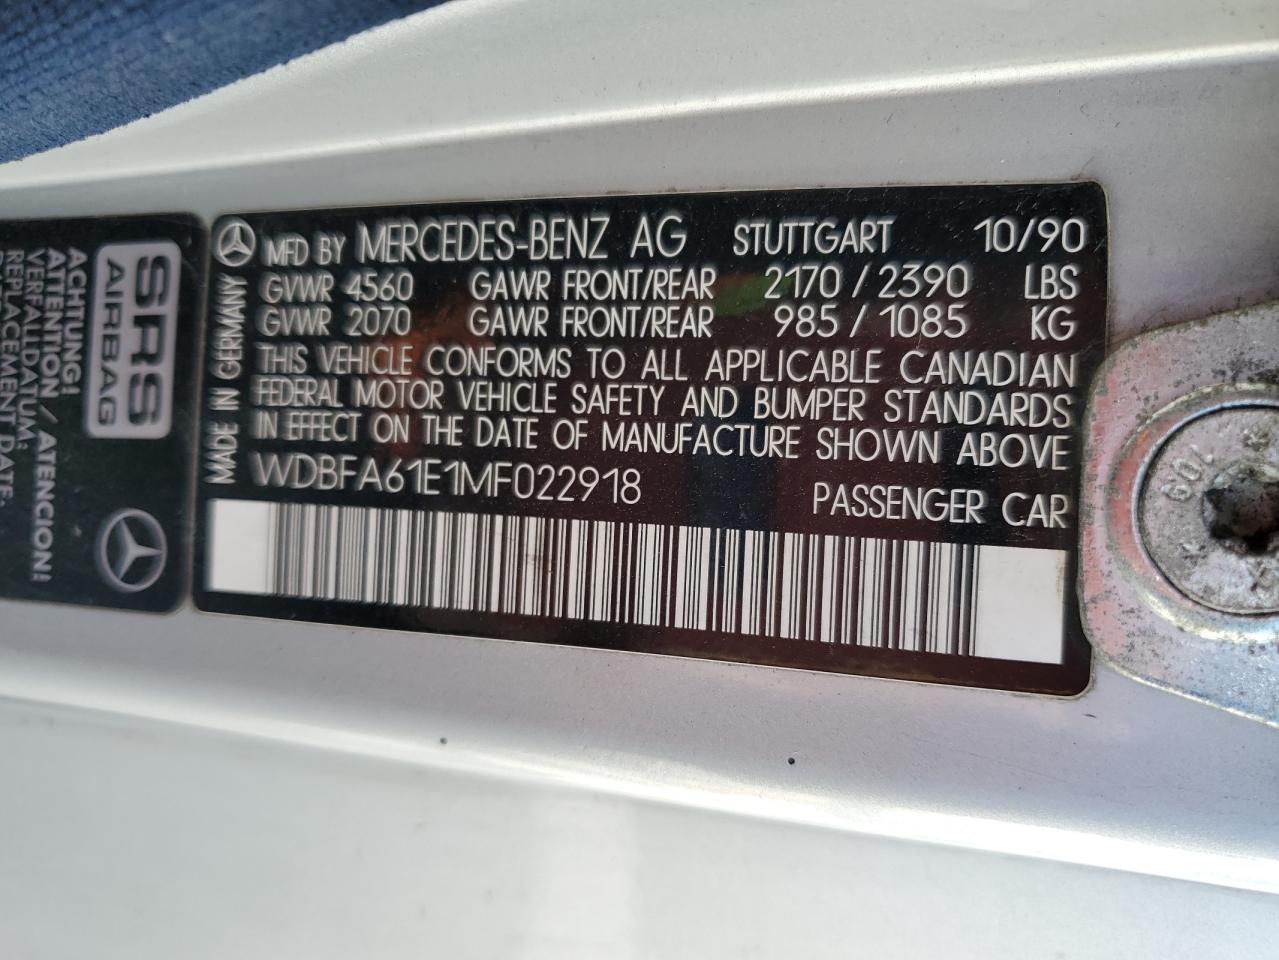 MFD BY MERCEDES-BENZ AG STUTTGART 10/90
GVWR 4560 GAWR FRONT/REAR 2170 / 2390 LBS
GVWR 2070 GAWR FRONT/REAR 985 / 1085 KG
THIS VEHICLE CONFORMS TO ALL APPLICABLE CANADIAN
FEDERAL MOTOR VEHICLE SAFETY AND BUMPER STANDARDS
IN EFFECT ON THE DATE OF MANUFACTURE SHOWN ABOVE
WDBFA61E1MF022918 PASSENGER CAR
MADE IN GERMANY
SRS
AIRBAG
ACHTUNG!
ATTENTION / ATENCION!
VERFALLDATUM:
REPLACEMENT DATE:
109